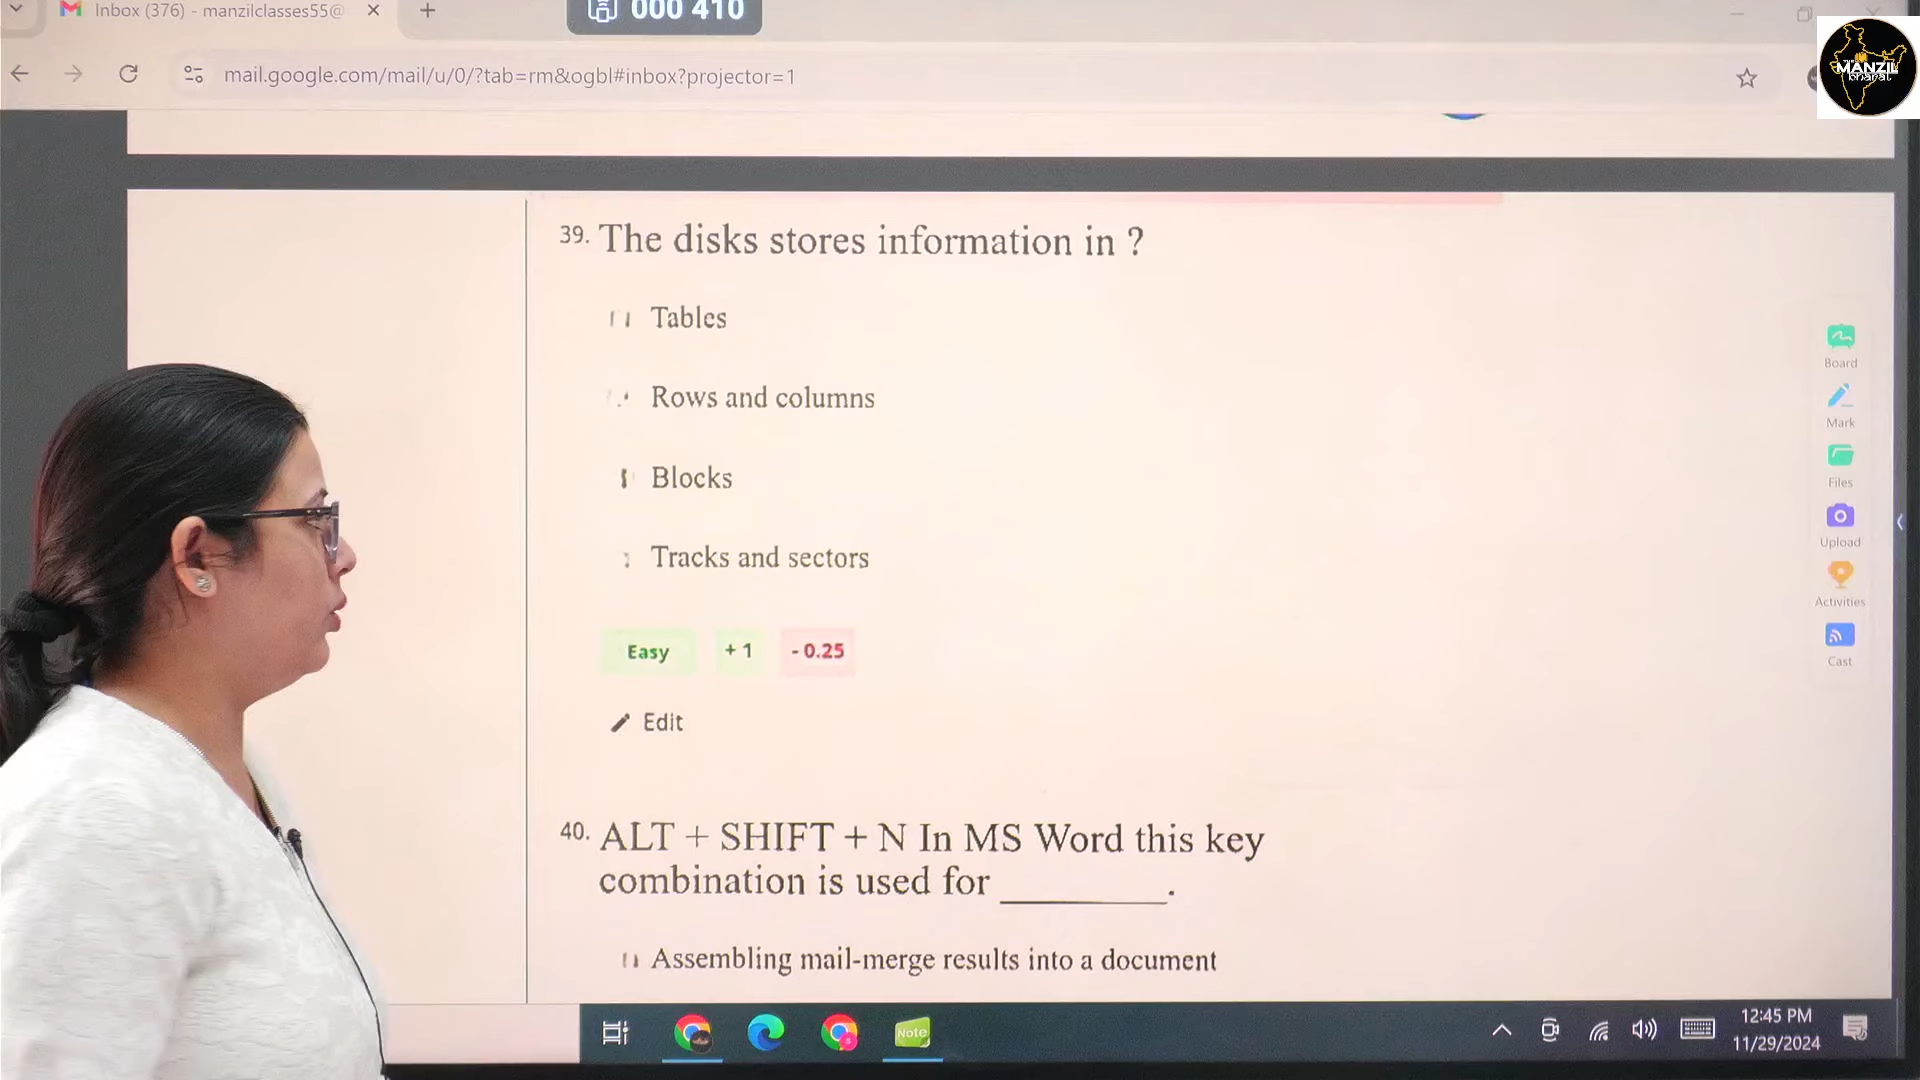 Inbox (376) - manzilclasses55@
000 410
mail.google.com/mail/u/0/?tab=rm&ogbl#inbox?projector=1
MANZIL
39. The disks stores information in ?
Tables
Rows and columns
Blocks
Tracks and sectors
Easy + 1 - 0.25
Edit
40. ALT + SHIFT + N In MS Word this key
combination is used for ________.
Assembling mail-merge results into a document
Board
Mark
Files
Upload
Activities
Cast
Note
12:45 PM
11/29/2024